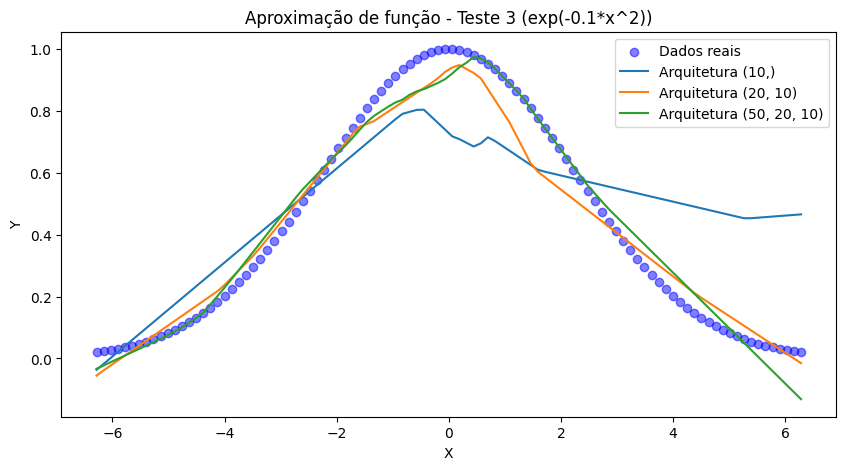 Aproximação de função - Teste 3 (exp(-0.1*x^2))
Dados reais
Arquitetura (10,)
Arquitetura (20, 10)
Arquitetura (50, 20, 10)
Y
1.0
0.8
0.6
0.4
0.2
0.0
−6
−4
−2
0
2
4
6
X